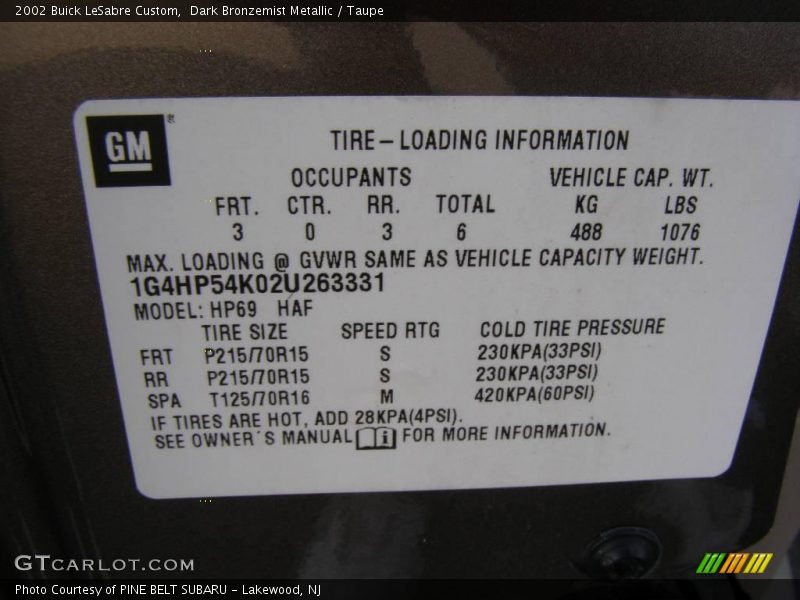 2002 Buick LeSabre Custom,  Dark Bronzemist Metallic / Taupe
GM®
TIRE-LOADING INFORMATION
OCCUPANTS VEHICLE CAP. WT.
FRT. CTR. RR. TOTAL KG LBS
3 0 3 6 488 1076
MAX. LOADING @ GVWR SAME AS VEHICLE CAPACITY WEIGHT.
1G4HP54K02U263331
MODEL: HP69 HAF
TIRE SIZE SPEED RTG COLD TIRE PRESSURE
FRT P215/70R15 S 230KPA(33PSI)
RR P215/70R15 S 230KPA(33PSI)
SPA T125/70R16 M 420KPA(60PSI)
IF TIRES ARE HOT, ADD 28KPA(4PSI).
SEE OWNER'S MANUAL i FOR MORE INFORMATION.
GTCARLOT.COM
Photo Courtesy of PINE BELT SUBARU - Lakewood, NJ